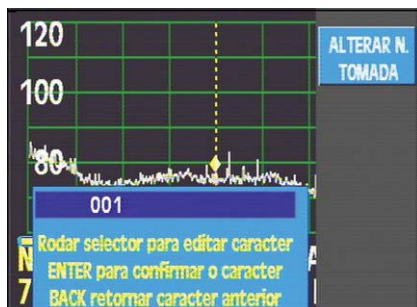 120
ALTERAR N.
TOMADA
100
80
001
Rodar selector para editar caracter
ENTER para confirmar o caracter
BACK retornar caracter anterior
N
A
7